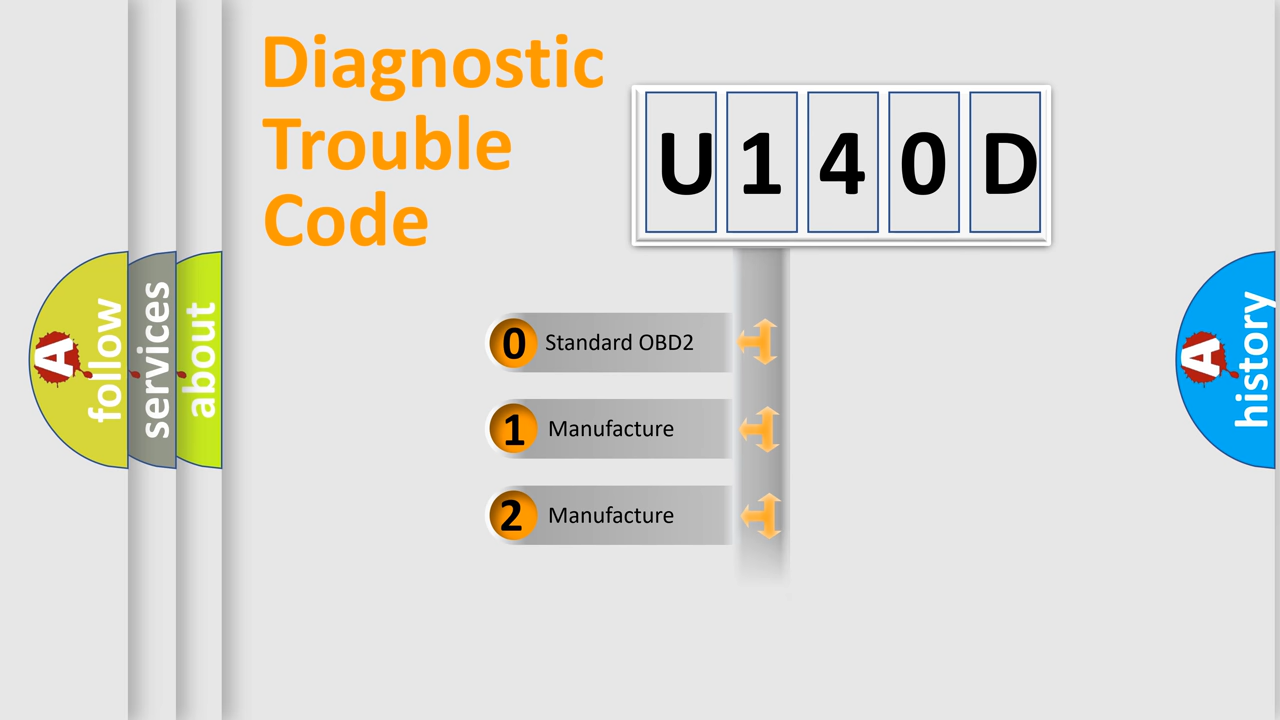 Diagnostic
Trouble
Code
U 1 4 0 D
0 Standard OBD2
1 Manufacture
2 Manufacture
A
follow
services
about
A
history